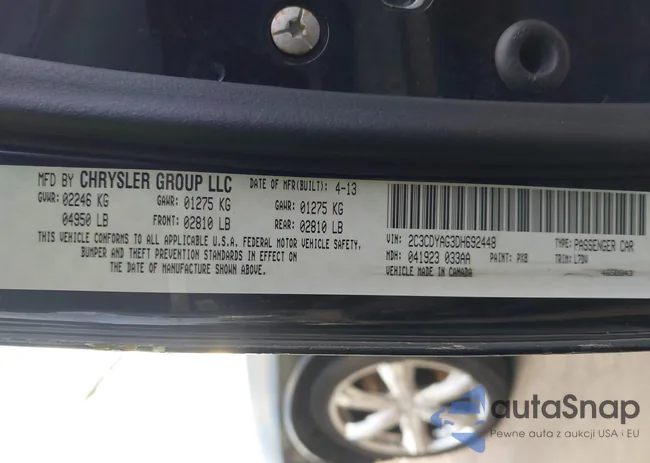 MFD BY CHRYSLER GROUP LLC DATE OF MFR(BUILT): 4-13
GVWR: 02246 KG GAWR: 01275 KG GAWR: 01275 KG
04950 LB FRONT: 02810 LB REAR: 02810 LB
THIS VEHICLE CONFORMS TO ALL APPLICABLE U.S.A. FEDERAL MOTOR VEHICLE SAFETY,
BUMPER AND THEFT PREVENTION STANDARDS IN EFFECT ON
THE DATE OF MANUFACTURE SHOWN ABOVE.
VIN: 2C3CDYAG3DH692448 TYPE: PASSENGER CAR
MDH: 041923 033AA PAINT: PX8 TRIM: L7DV
VEHICLE MADE IN CANADA
autaSnap
Pewne auta z aukcji USA i EU